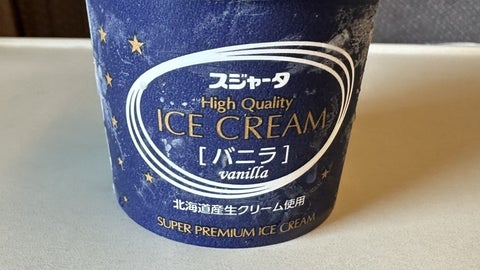 スジャータ
High Quality
ICE CREAM
[バニラ]
vanilla
北海道産生クリーム使用
SUPER PREMIUM ICE CREAM